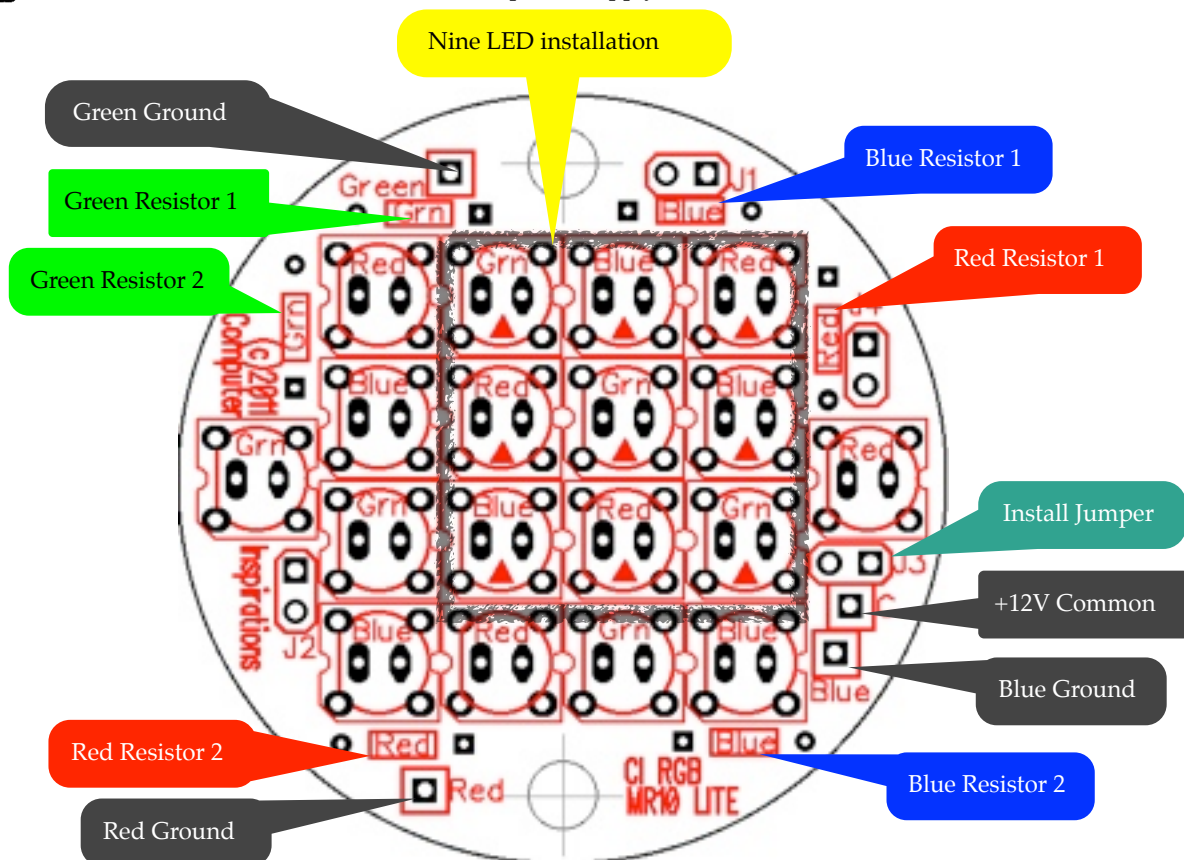 Nine LED installation
Green Ground
Blue Resistor 1
Green
J1
Green Resistor 1
Grn
Blue
Red Resistor 1
Green Resistor 2
Red
Grn
Blue
Red
Grn
Red
(c)2011
Computer
Blue
Red
Grn
Blue
Grn
Red
Install Jumper
Grn
Blue
Red
Grn
J3
Inspirations
+12V Common
C
J2
Blue
Red
Grn
Blue
Blue Ground
Blue
Red Resistor 2
Red
Blue
CI RGB
MR10 LITE
Blue Resistor 2
Red
Red Ground